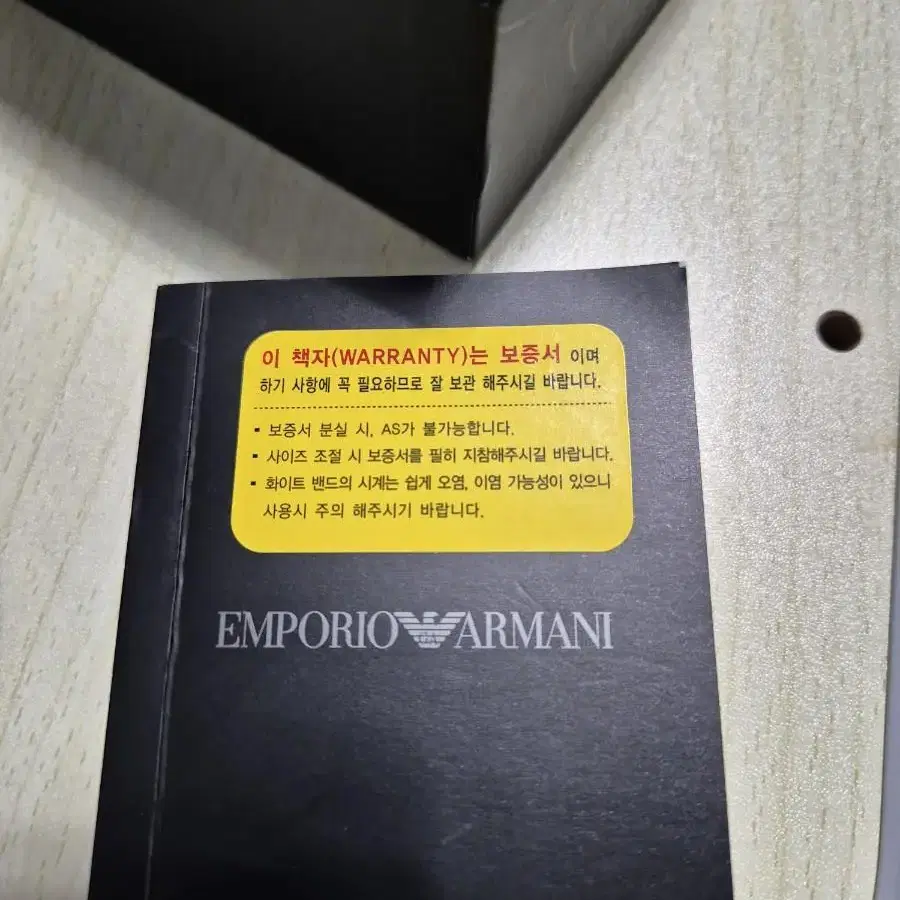 이 책자(WARRANTY)는 보증서 이며
하기 사항에 꼭 필요하므로 잘 보관 해주시길 바랍니다.
▪ 보증서 분실 시, AS가 불가능합니다.
▪ 사이즈 조절 시 보증서를 필히 지참해주시길 바랍니다.
▪ 화이트 밴드의 시계는 쉽게 오염, 이염 가능성이 있으니
사용시 주의 해주시기 바랍니다.
EMPORIO ARMANI